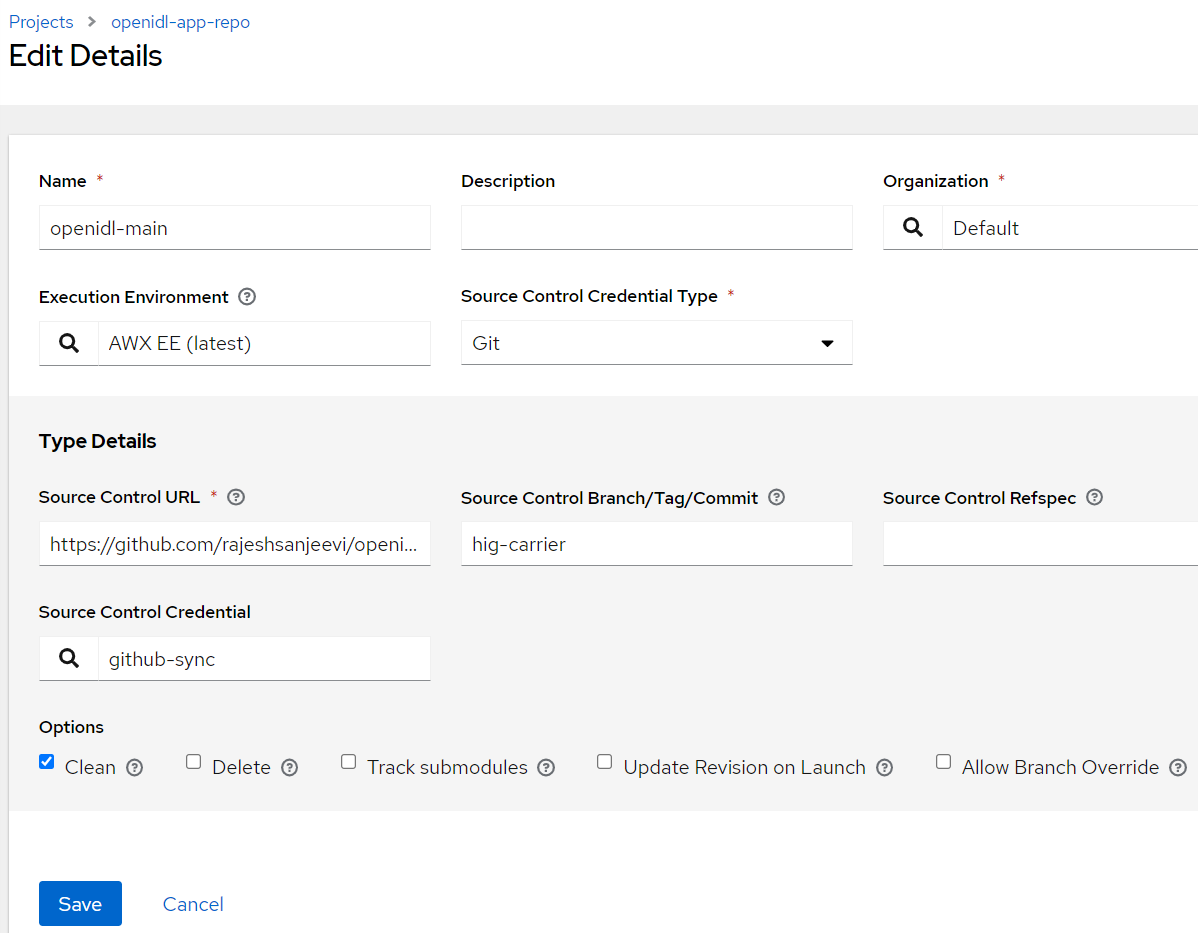 Projects > openidl-app-repo
Edit Details
Name * Description Organization *
openidl-main Default
Execution Environment Source Control Credential Type *
AWX EE (latest) Git
Type Details
Source Control URL * Source Control Branch/Tag/Commit Source Control Refspec
https://github.com/rajeshsanjeevi/openi... hig-carrier
Source Control Credential
github-sync
Options
Clean Delete Track submodules Update Revision on Launch Allow Branch Override
Save Cancel